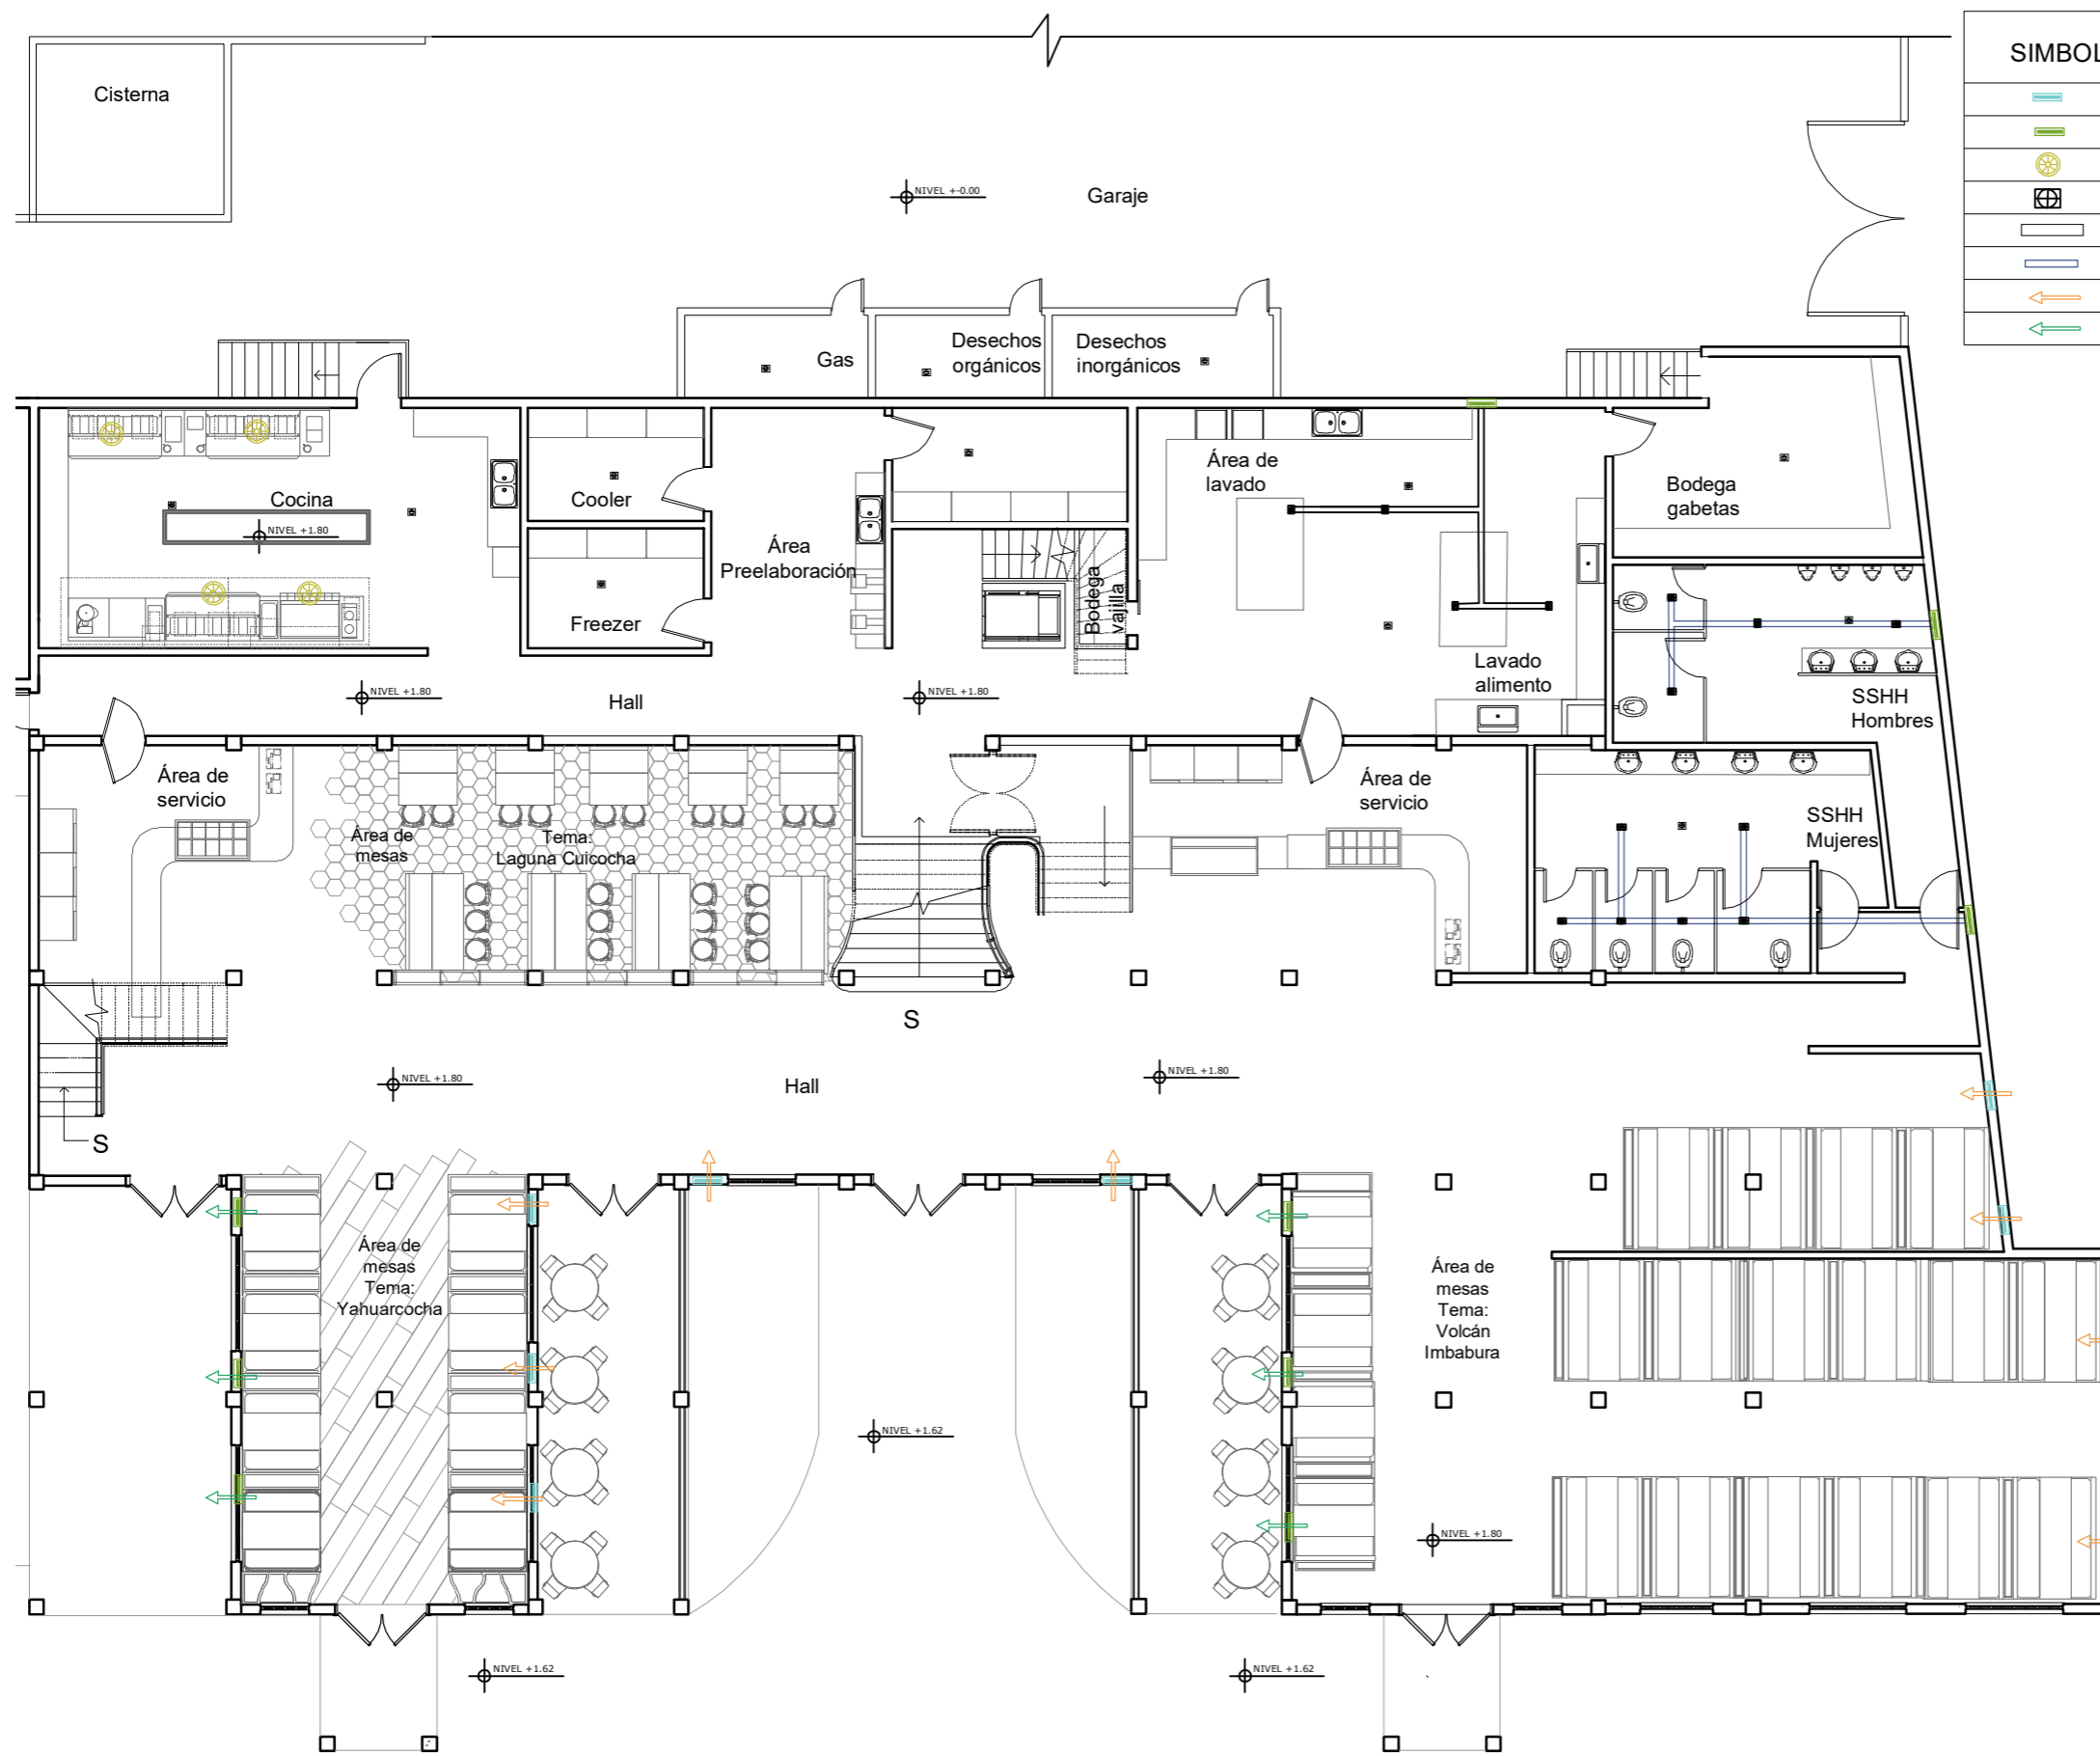 SIMBOL
Cisterna
NIVEL +-0.00
Garaje
Gas
Desechos
orgánicos
Desechos
inorgánicos
Cocina
NIVEL +1.80
Cooler
Freezer
Área
Preelaboración
Bodega
vajilla
Área de
lavado
Bodega
gabetas
Lavado
alimento
SSHH
Hombres
NIVEL +1.80
Hall
NIVEL +1.80
Área de
servicio
Área de
mesas
Tema:
Laguna Cuicocha
Área de
servicio
SSHH
Mujeres
S
NIVEL +1.80
Hall
NIVEL +1.80
S
Área de
mesas
Tema:
Yahuarcocha
Área de
mesas
Tema:
Volcán
Imbabura
NIVEL +1.62
NIVEL +1.80
NIVEL +1.62
NIVEL +1.62